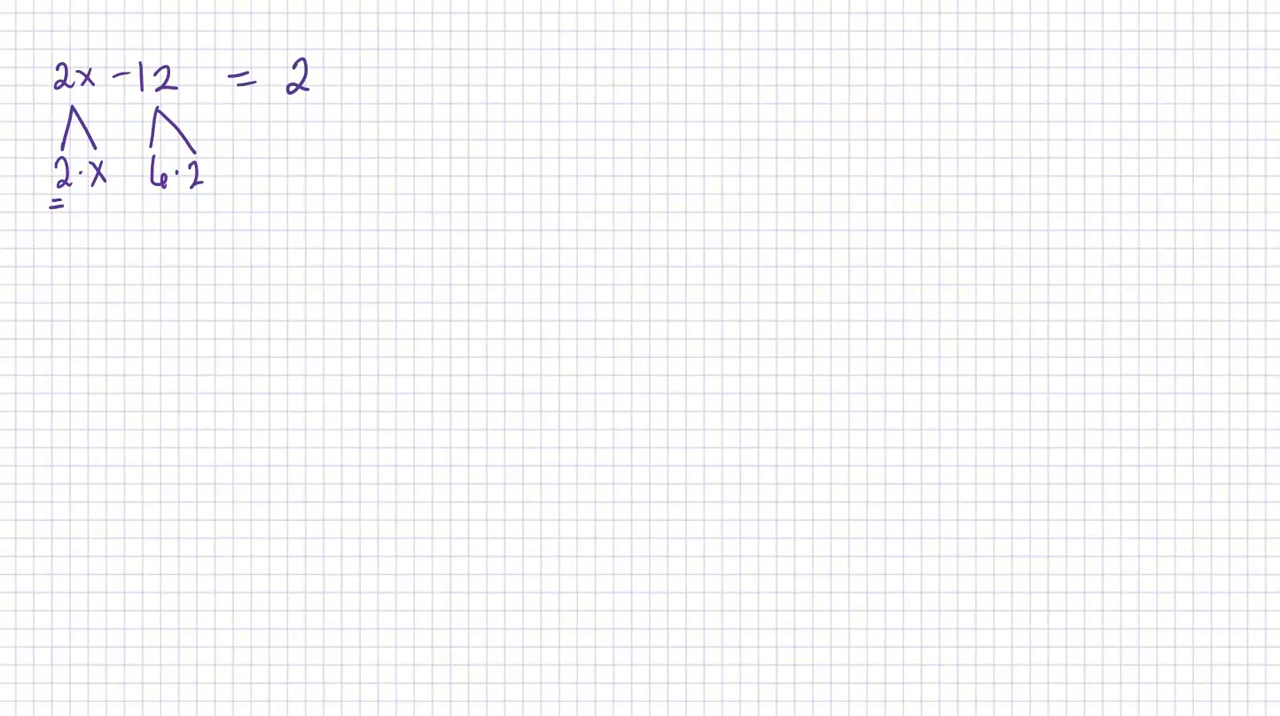 2x - 12 = 2
2 · x 6 · 2
=